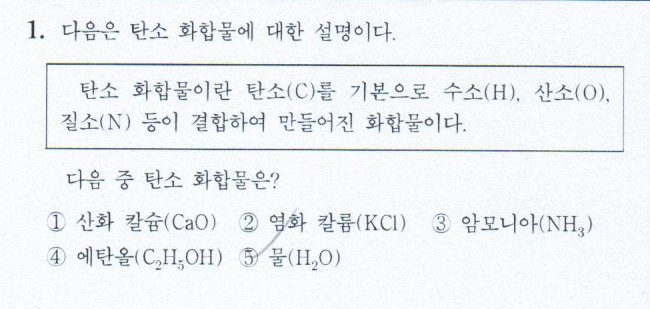 1. 다음은 탄소 화합물에 대한 설명이다.
탄소 화합물이란 탄소(C)를 기본으로 수소(H), 산소(O),
질소(N) 등이 결합하여 만들어진 화합물이다.
다음 중 탄소 화합물은?
① 산화 칼슘(CaO) ② 염화 칼륨(KCl) ③ 암모니아(NH₃)
④ 에탄올(C₂H₅OH) ⑤ 물(H₂O)